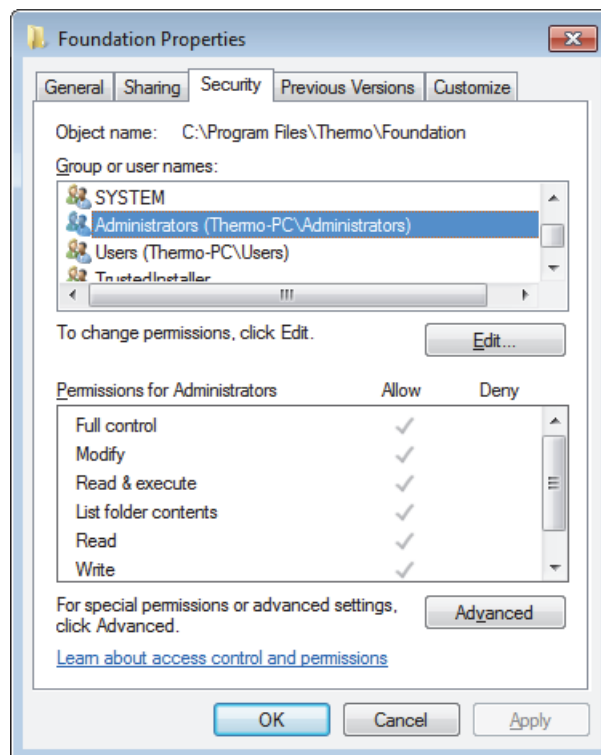 Foundation Properties
General Sharing Security Previous Versions Customize
Object name: C:\Program Files\Thermo\Foundation
Group or user names:
SYSTEM
Administrators (Thermo-PC\Administrators)
Users (Thermo-PC\Users)
TrustedInstaller
To change permissions, click Edit.
Edit...
Permissions for Administrators Allow Deny
Full control
Modify
Read & execute
List folder contents
Read
Write
For special permissions or advanced settings,
click Advanced.
Advanced
Learn about access control and permissions
OK Cancel Apply